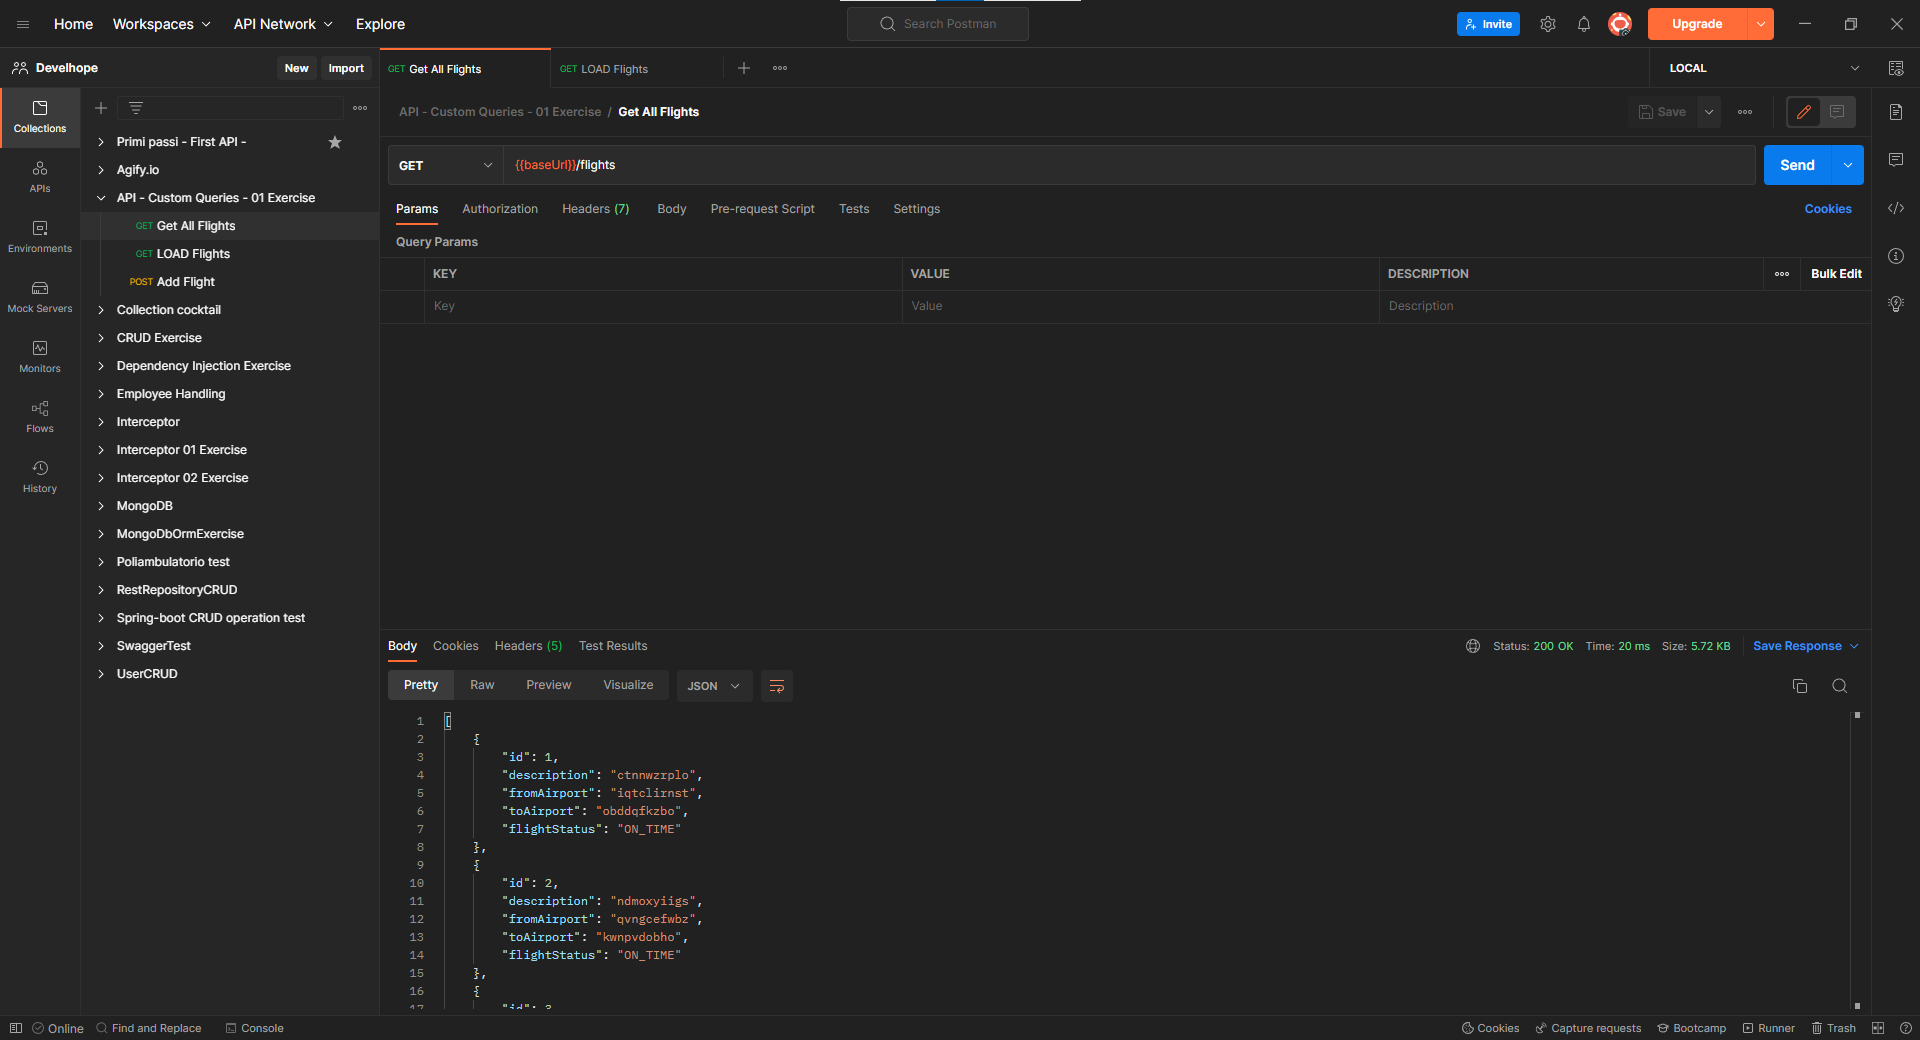 Home Workspaces API Network Explore
Search Postman
Invite
Upgrade
Develhope New Import
GET Get All Flights
GET LOAD Flights
LOCAL
Collections
APIs
Environments
Mock Servers
Monitors
Flows
History
Primi passi - First API -
Agify.io
API - Custom Queries - 01 Exercise
GET Get All Flights
GET LOAD Flights
POST Add Flight
Collection cocktail
CRUD Exercise
Dependency Injection Exercise
Employee Handling
Interceptor
Interceptor 01 Exercise
Interceptor 02 Exercise
MongoDB
MongoDbOrmExercise
Poliambulatorio test
RestRepositoryCRUD
Spring-boot CRUD operation test
SwaggerTest
UserCRUD
API - Custom Queries - 01 Exercise / Get All Flights
Save
GET {{baseUrl}}/flights
Send
Params Authorization Headers (7) Body Pre-request Script Tests Settings
Cookies
Query Params
KEY VALUE DESCRIPTION Bulk Edit
Key Value Description
Body Cookies Headers (5) Test Results
Status: 200 OK Time: 20 ms Size: 5.72 KB Save Response
Pretty Raw Preview Visualize JSON
1 [
2 {
3 "id": 1,
4 "description": "ctnnwzrplo",
5 "fromAirport": "iqtclirnst",
6 "toAirport": "obddqfkzbo",
7 "flightStatus": "ON_TIME"
8 },
9 {
10 "id": 2,
11 "description": "ndmoxyiigs",
12 "fromAirport": "qvngcefwbz",
13 "toAirport": "kwnpvdobho",
14 "flightStatus": "ON_TIME"
15 },
16 {
17 "id": 3
Online Find and Replace Console
Cookies Capture requests Bootcamp Runner Trash